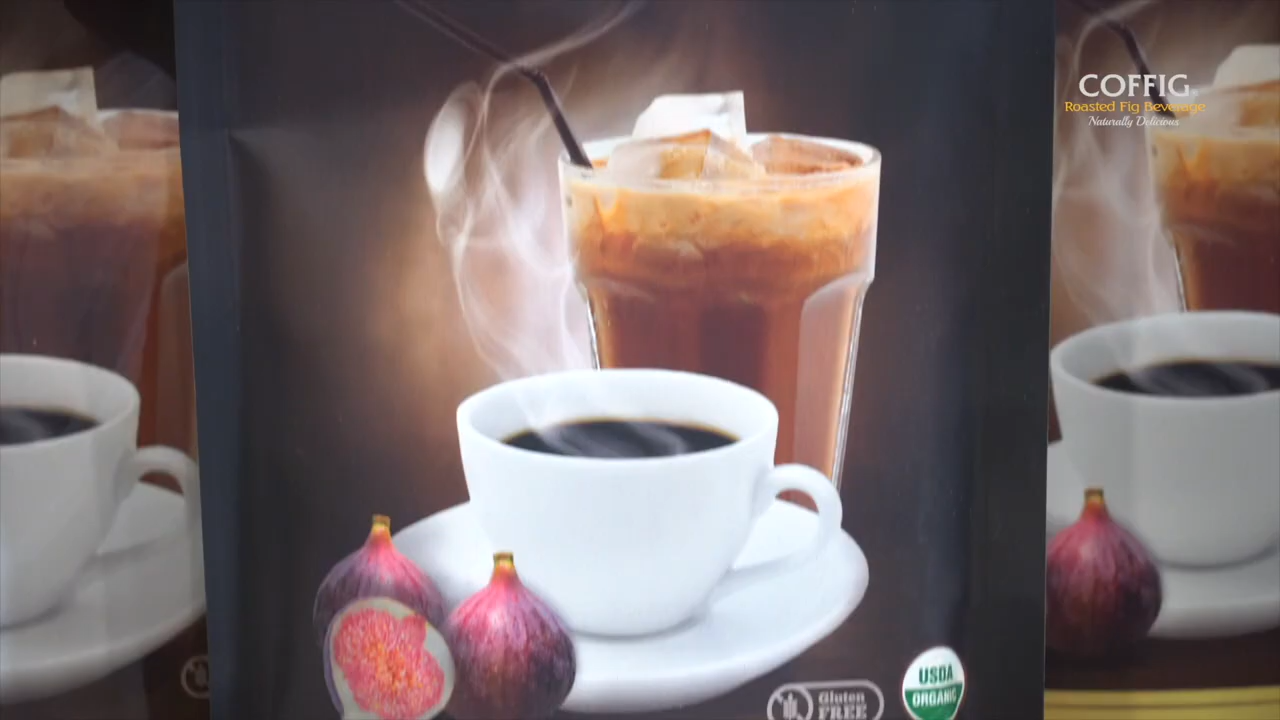 COFFIG
Roasted Fig Beverage
Naturally Delicious
Gluten
FREE
USDA
ORGANIC